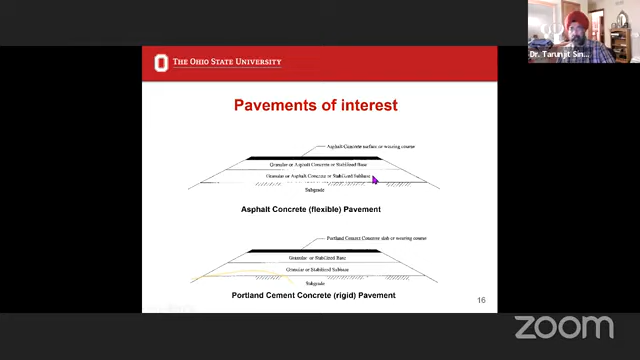 Dr. Tarunjit Sin...
THE OHIO STATE UNIVERSITY
Pavements of interest
Asphalt Concrete surface or wearing course
Granular or Asphalt Concrete or Stabilized Base
Granular or Asphalt Concrete or Stabilized Subbase
Subgrade
Asphalt Concrete (flexible) Pavement
Portland Cement Concrete slab or wearing course
Granular or Stabilized Base
Granular or Stabilized Subbase
Subgrade
Portland Cement Concrete (rigid) Pavement
16
zoom